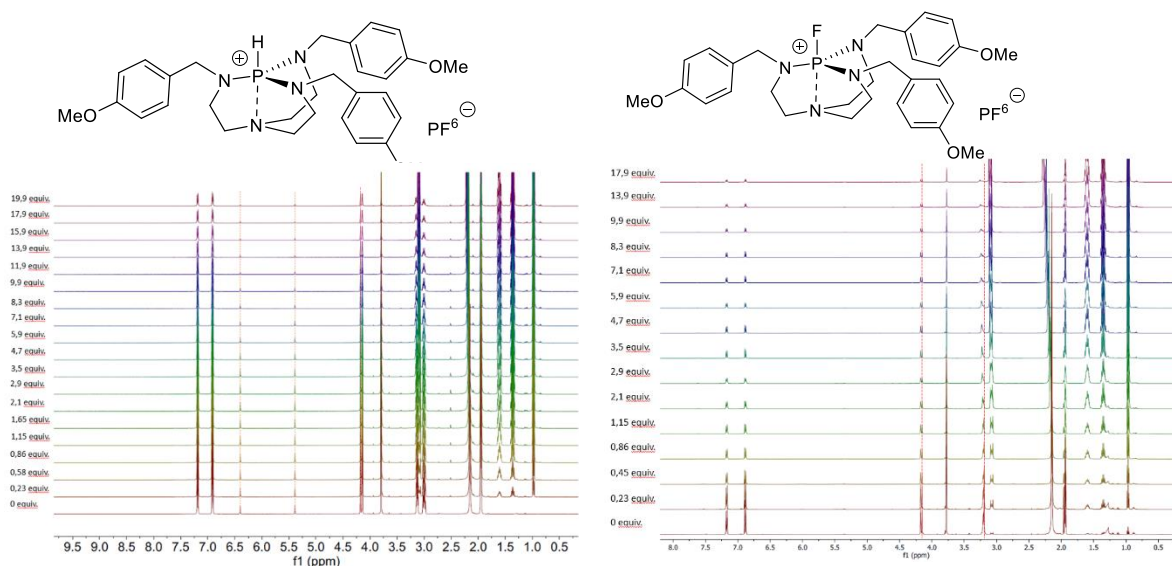 H
⊕
P
N
N
N
N
OMe
MeO
PF6 ⊖
F
⊕
P
N
N
N
N
OMe
MeO
OMe
PF6 ⊖
19,9 equiv.
17,9 equiv.
15,9 equiv.
13,9 equiv.
11,9 equiv.
9,9 equiv.
8,3 equiv.
7,1 equiv.
5,9 equiv.
4,7 equiv.
3,5 equiv.
2,9 equiv.
2,1 equiv.
1,65 equiv.
1,15 equiv.
0,86 equiv.
0,58 equiv.
0,23 equiv.
0 equiv.
9.5 9.0 8.5 8.0 7.5 7.0 6.5 6.0 5.5 5.0 4.5 4.0 3.5 3.0 2.5 2.0 1.5 1.0 0.5
f1 (ppm)
17,9 equiv.
13,9 equiv.
9,9 equiv.
8,3 equiv.
7,1 equiv.
5,9 equiv.
4,7 equiv.
3,5 equiv.
2,9 equiv.
2,1 equiv.
1,15 equiv.
0,86 equiv.
0,45 equiv.
0,23 equiv.
0 equiv.
8.0 7.5 7.0 6.5 6.0 5.5 5.0 4.5 4.0 3.5 3.0 2.5 2.0 1.5 1.0 0.5
f1 (ppm)